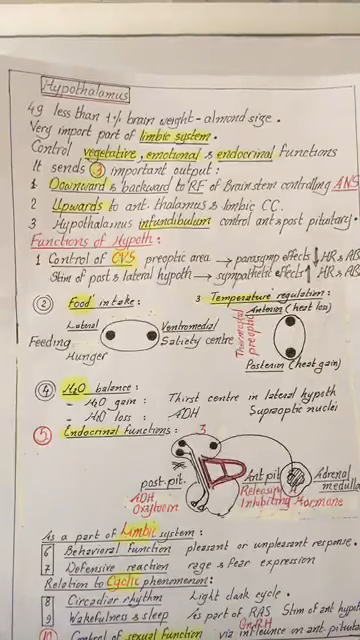 Hypothalamus
4g less than 1% brain weight - almond size.
Very import part of limbic system.
Control vegetative, emotional & endocrinal functions
It sends 3 important output:
1 Downward & backward to RF of Brainstem controlling ANS
2 Upwards to ant. thalamus & limbic CC.
3 Hypothalamus infundibulum control ant & post pituitary.
Functions of Hypoth:
1 Control of CVS preoptic area → parasymp effects ↓ HR & AB
Stim of post & lateral hypoth → sympathetic effects ↑ HR & AB
2 Food intake:
3 Temperature regulation:
Anterior (heat loss)
Lateral
Ventromedial
Feeding
Satiety centre
Hunger
Thermostat
preoptic
Posterior (heat gain)
4 H2O balance:
- H2O gain: Thirst centre in lateral hypoth
- H2O loss: ADH Supraoptic nuclei
5 Endocrinal functions:
3
post-pit.
Ant pit
Adrenal
medulla
ADH
Oxytocin
Releasing
Inhibiting Hormone
As a part of Limbic system:
6 Behavioral function pleasant or unpleasant response.
7 Defensive reaction rage & fear expression
Relation to Cyclic phenomenon:
8 Circadian rhythm Light dark cycle.
9 Wakefulness & sleep As part of RAS Stim of ant hypoth
GnRH
10 Control of sexual function via influence on ant pituita